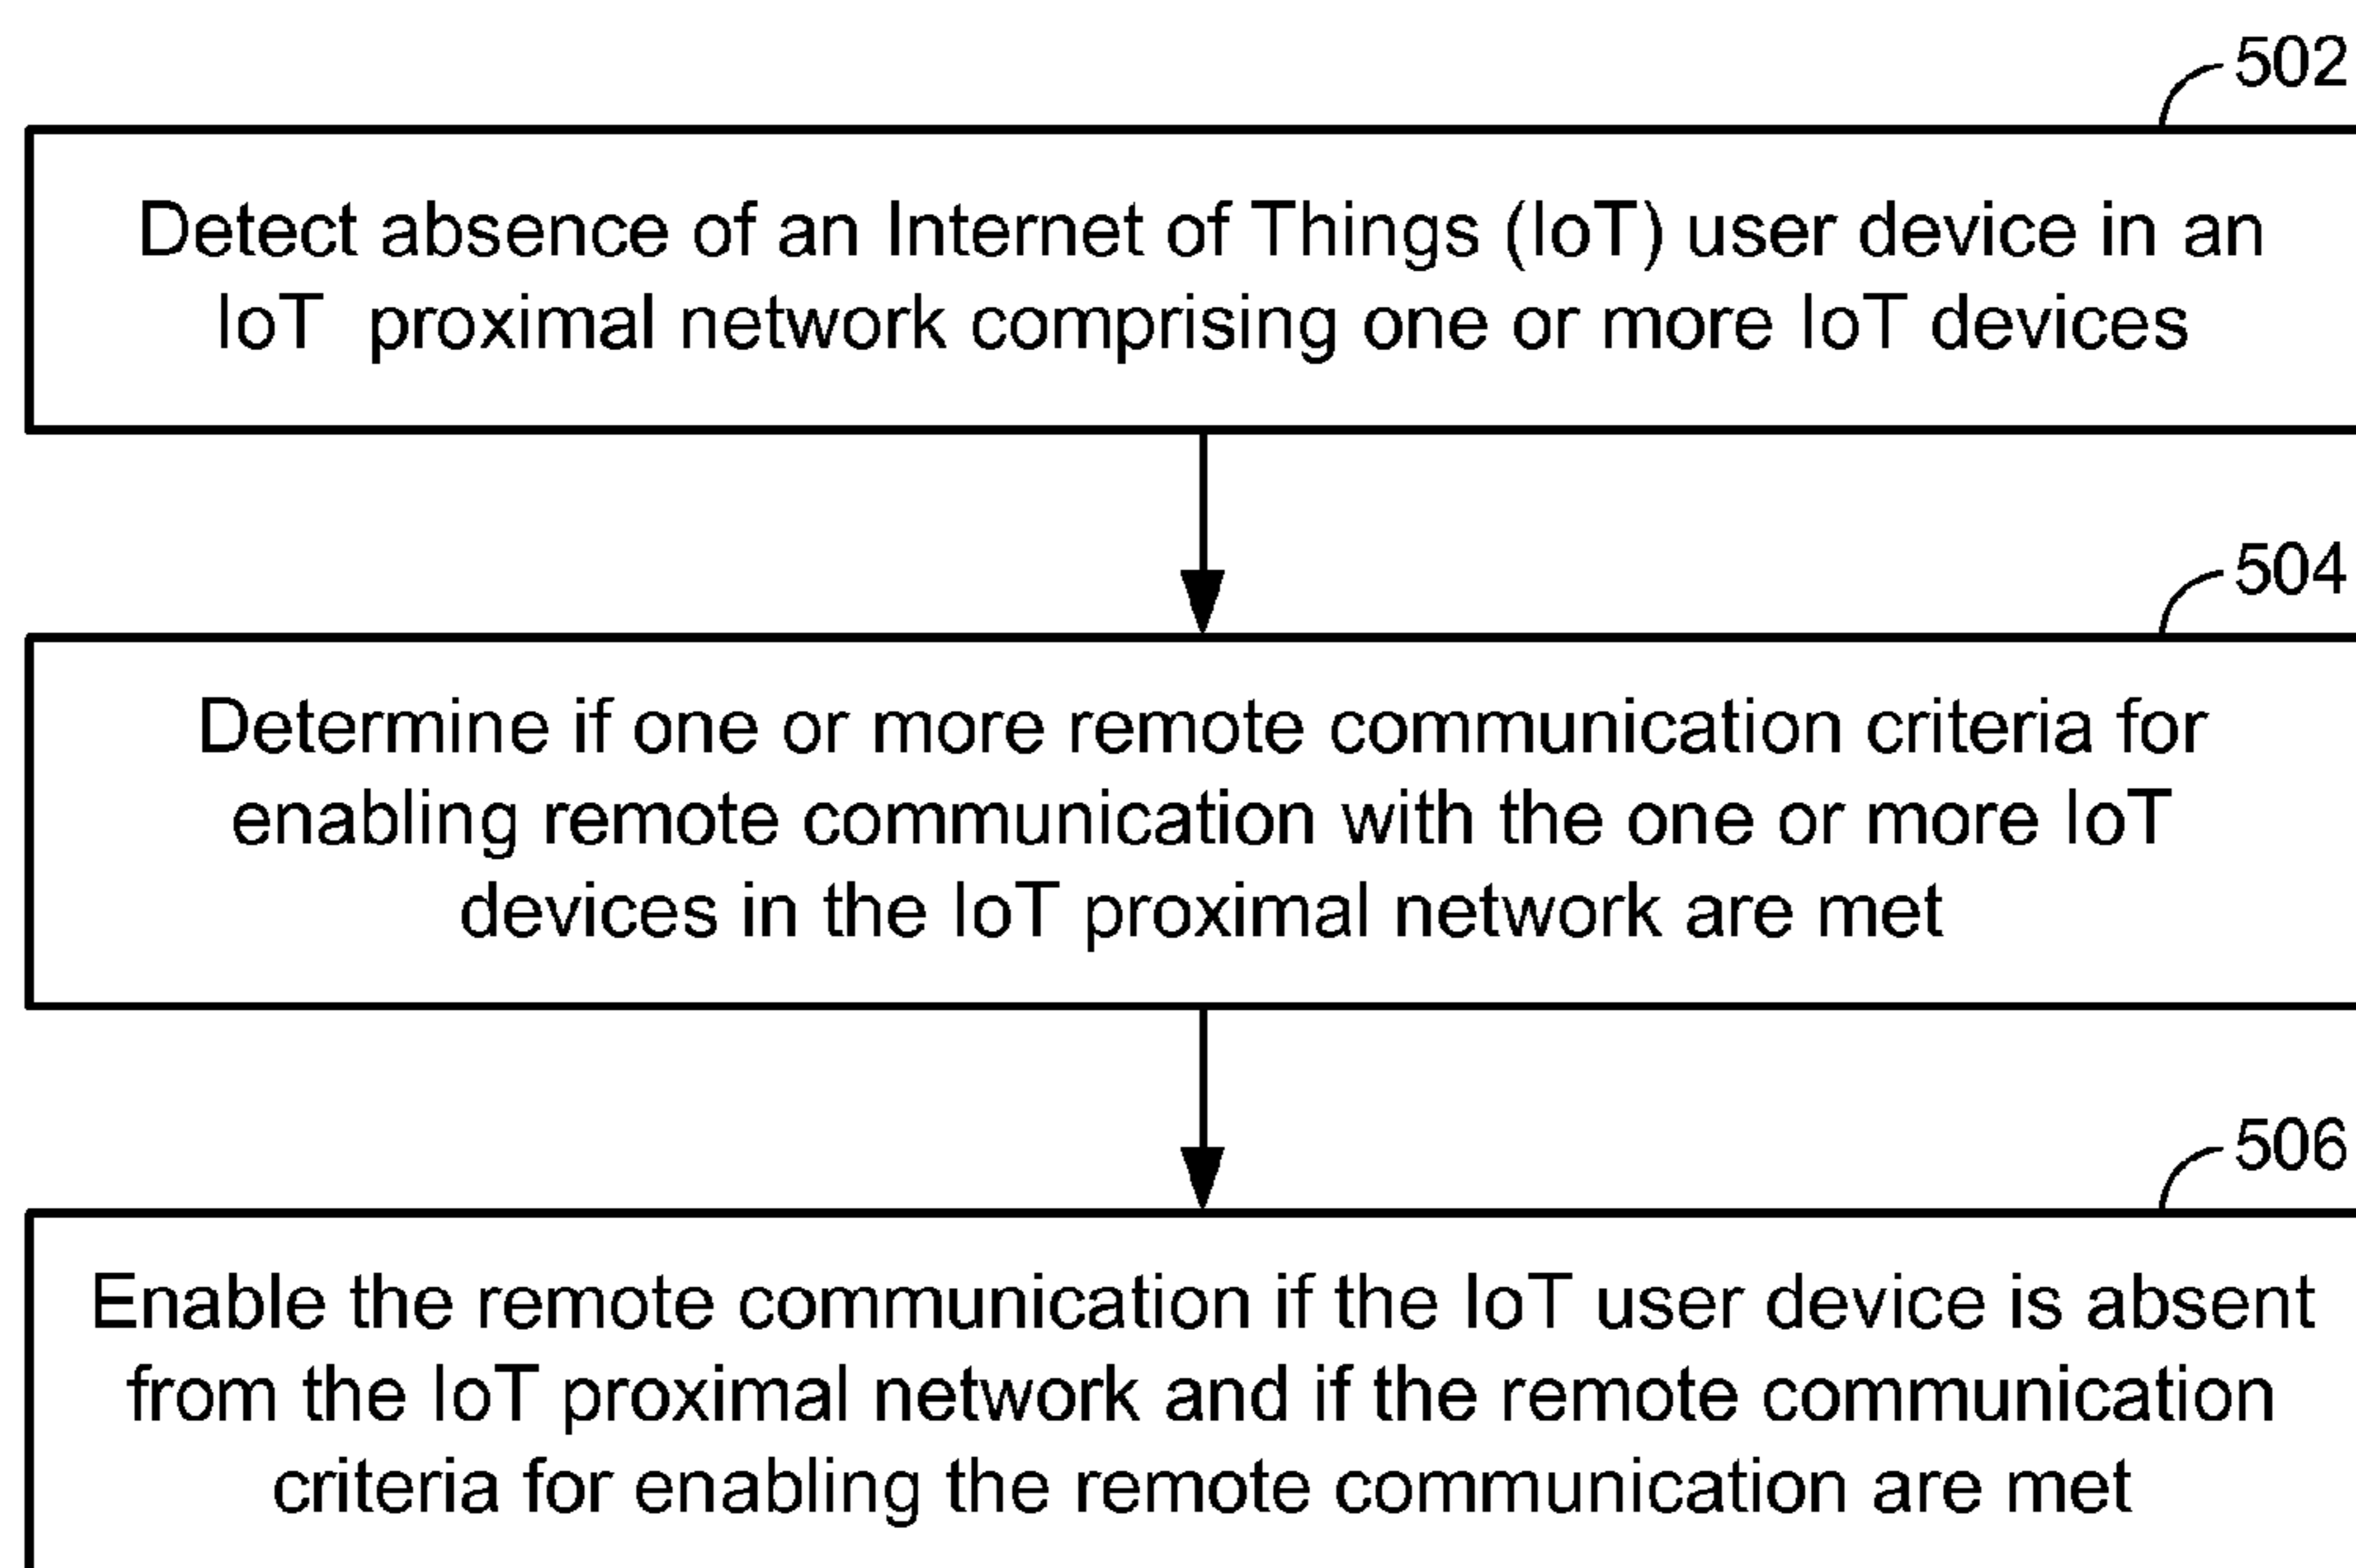 502
Detect absence of an Internet of Things (IoT) user device in an
IoT proximal network comprising one or more IoT devices
504
Determine if one or more remote communication criteria for
enabling remote communication with the one or more IoT
devices in the IoT proximal network are met
506
Enable the remote communication if the IoT user device is absent
from the IoT proximal network and if the remote communication
criteria for enabling the remote communication are met